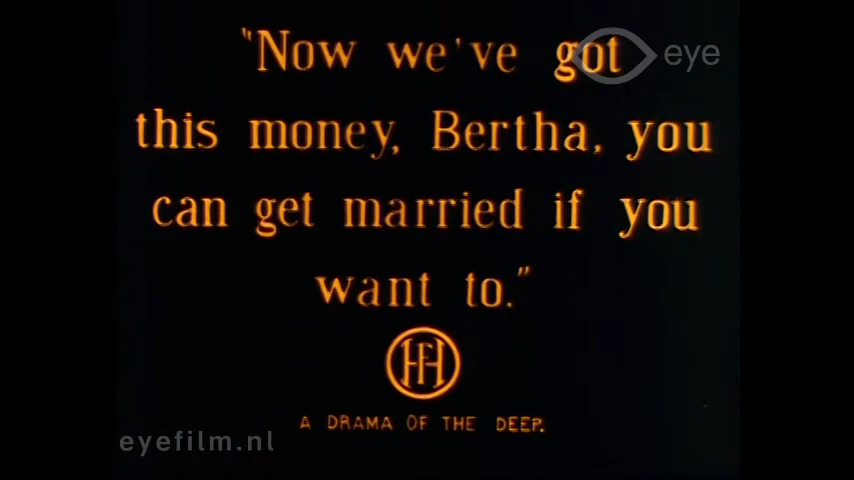 "Now we've got
eye
this money, Bertha, you
can get married if you
want to."
HFH
A DRAMA OF THE DEEP.
eyefilm.nl